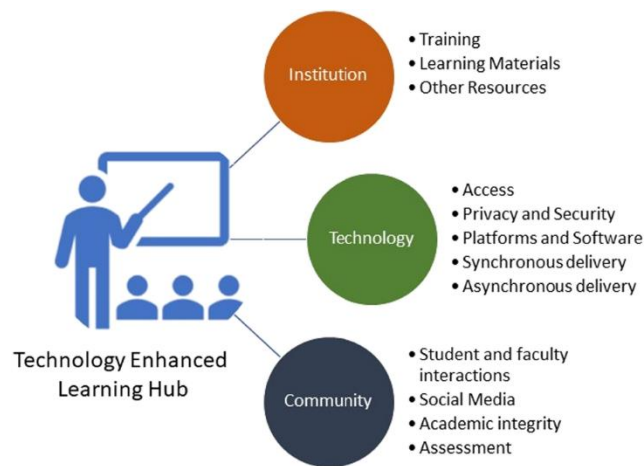 Institution
• Training
• Learning Materials
• Other Resources
Technology
• Access
• Privacy and Security
• Platforms and Software
• Synchronous delivery
• Asynchronous delivery
Technology Enhanced
Learning Hub
Community
• Student and faculty
interactions
• Social Media
• Academic integrity
• Assessment